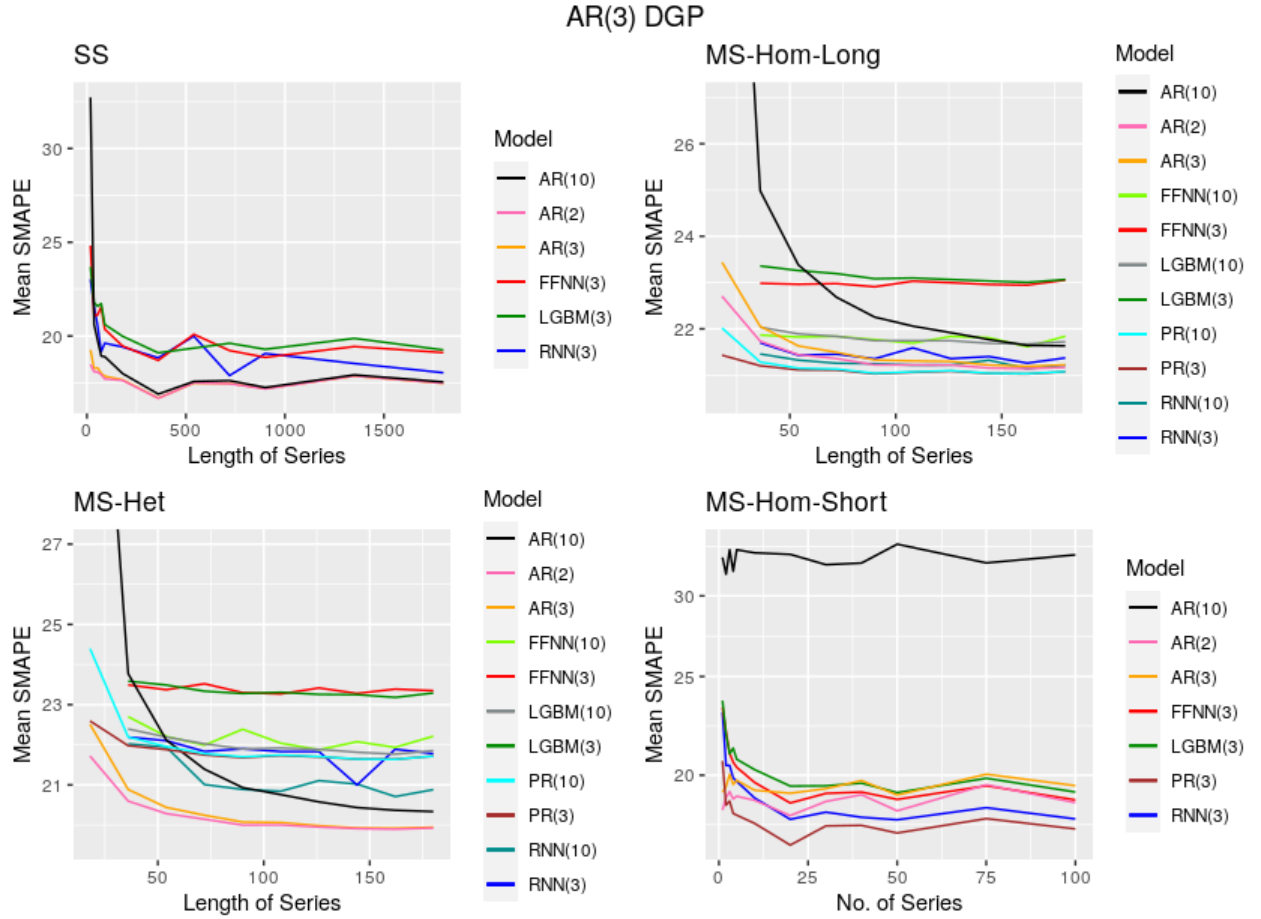 AR(3) DGP
SS
Mean SMAPE
30
25
20
0
500
1000
1500
Length of Series
Model
AR(10)
AR(2)
AR(3)
FFNN(3)
LGBM(3)
RNN(3)
MS-Hom-Long
Mean SMAPE
26
24
22
50
100
150
Length of Series
Model
AR(10)
AR(2)
AR(3)
FFNN(10)
FFNN(3)
LGBM(10)
LGBM(3)
PR(10)
PR(3)
RNN(10)
RNN(3)
MS-Het
Mean SMAPE
27
25
23
21
50
100
150
Length of Series
Model
AR(10)
AR(2)
AR(3)
FFNN(10)
FFNN(3)
LGBM(10)
LGBM(3)
PR(10)
PR(3)
RNN(10)
RNN(3)
MS-Hom-Short
Mean SMAPE
30
25
20
0
25
50
75
100
No. of Series
Model
AR(10)
AR(2)
AR(3)
FFNN(3)
LGBM(3)
PR(3)
RNN(3)